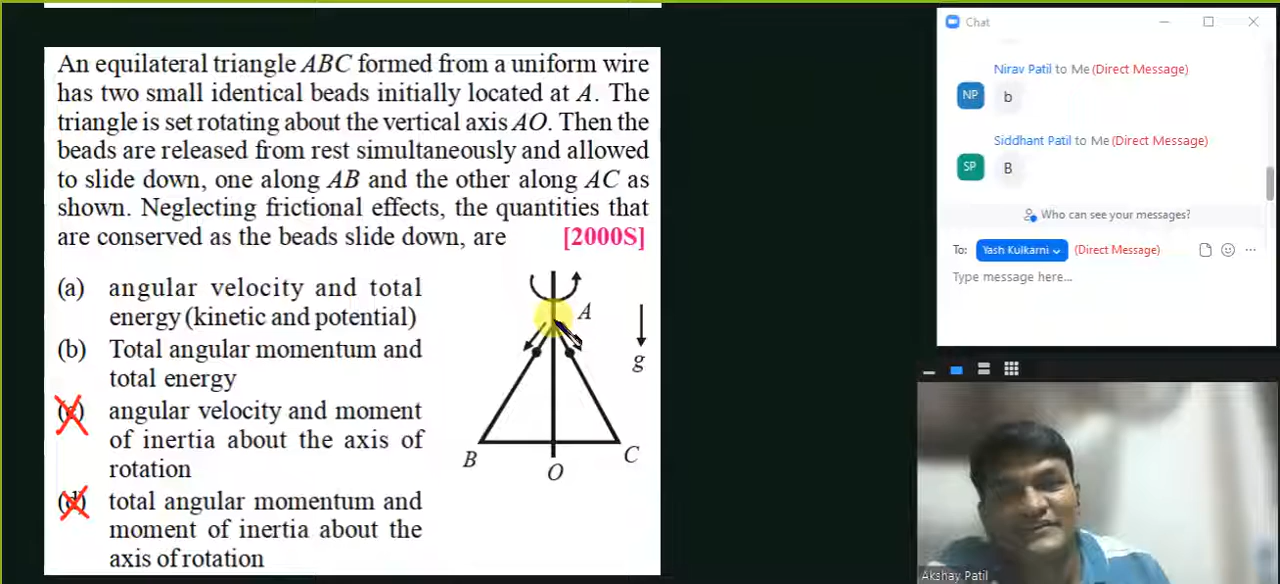 An equilateral triangle ABC formed from a uniform wire
has two small identical beads initially located at A. The
triangle is set rotating about the vertical axis AO. Then the
beads are released from rest simultaneously and allowed
to slide down, one along AB and the other along AC as
shown. Neglecting frictional effects, the quantities that
are conserved as the beads slide down, are [2000S]
(a) angular velocity and total
energy (kinetic and potential)
(b) Total angular momentum and
total energy
(c) angular velocity and moment
of inertia about the axis of
rotation
(d) total angular momentum and
moment of inertia about the
axis of rotation
A
g
B
O
C
Chat
Nirav Patil to Me (Direct Message)
NP
b
Siddhant Patil to Me (Direct Message)
SP
B
Who can see your messages?
To: Yash Kulkarni (Direct Message)
Type message here...
Akshay Patil